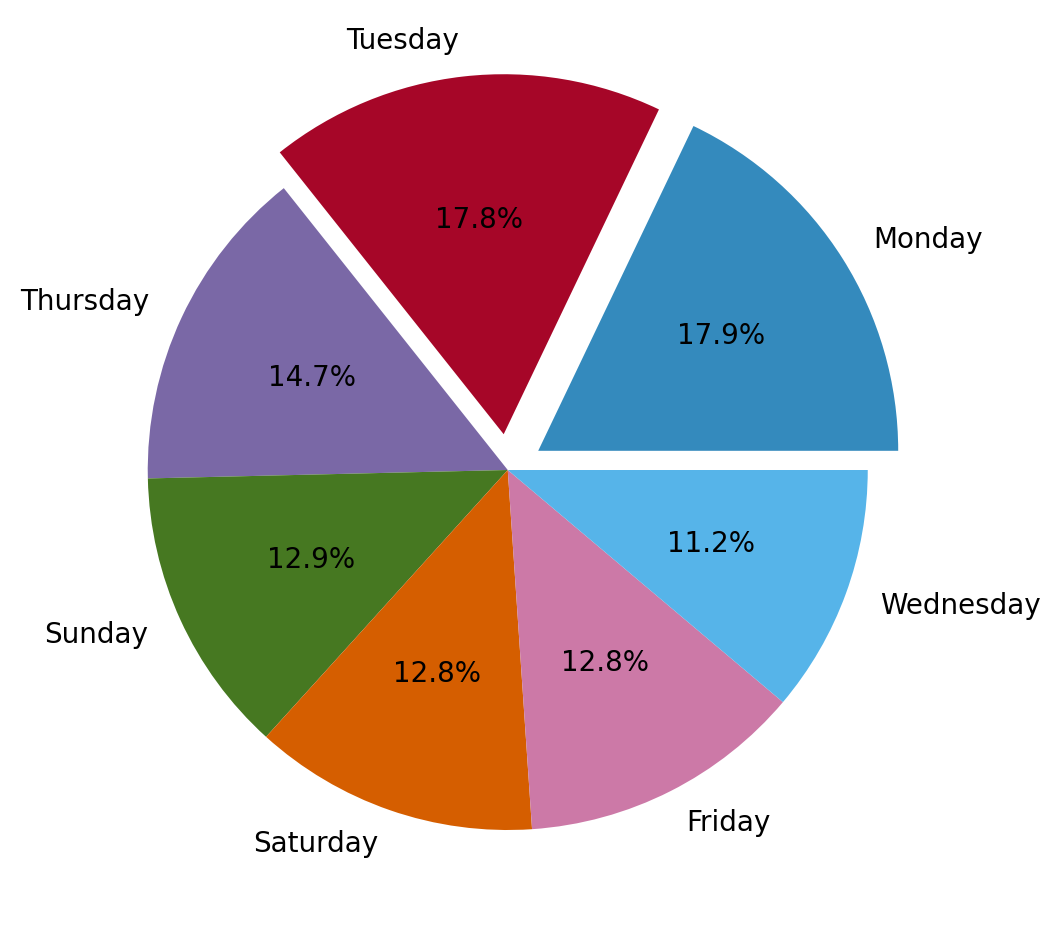 Tuesday
Monday
17.8%
17.9%
Thursday
14.7%
12.9%
11.2%
Wednesday
Sunday
12.8%
12.8%
Friday
Saturday